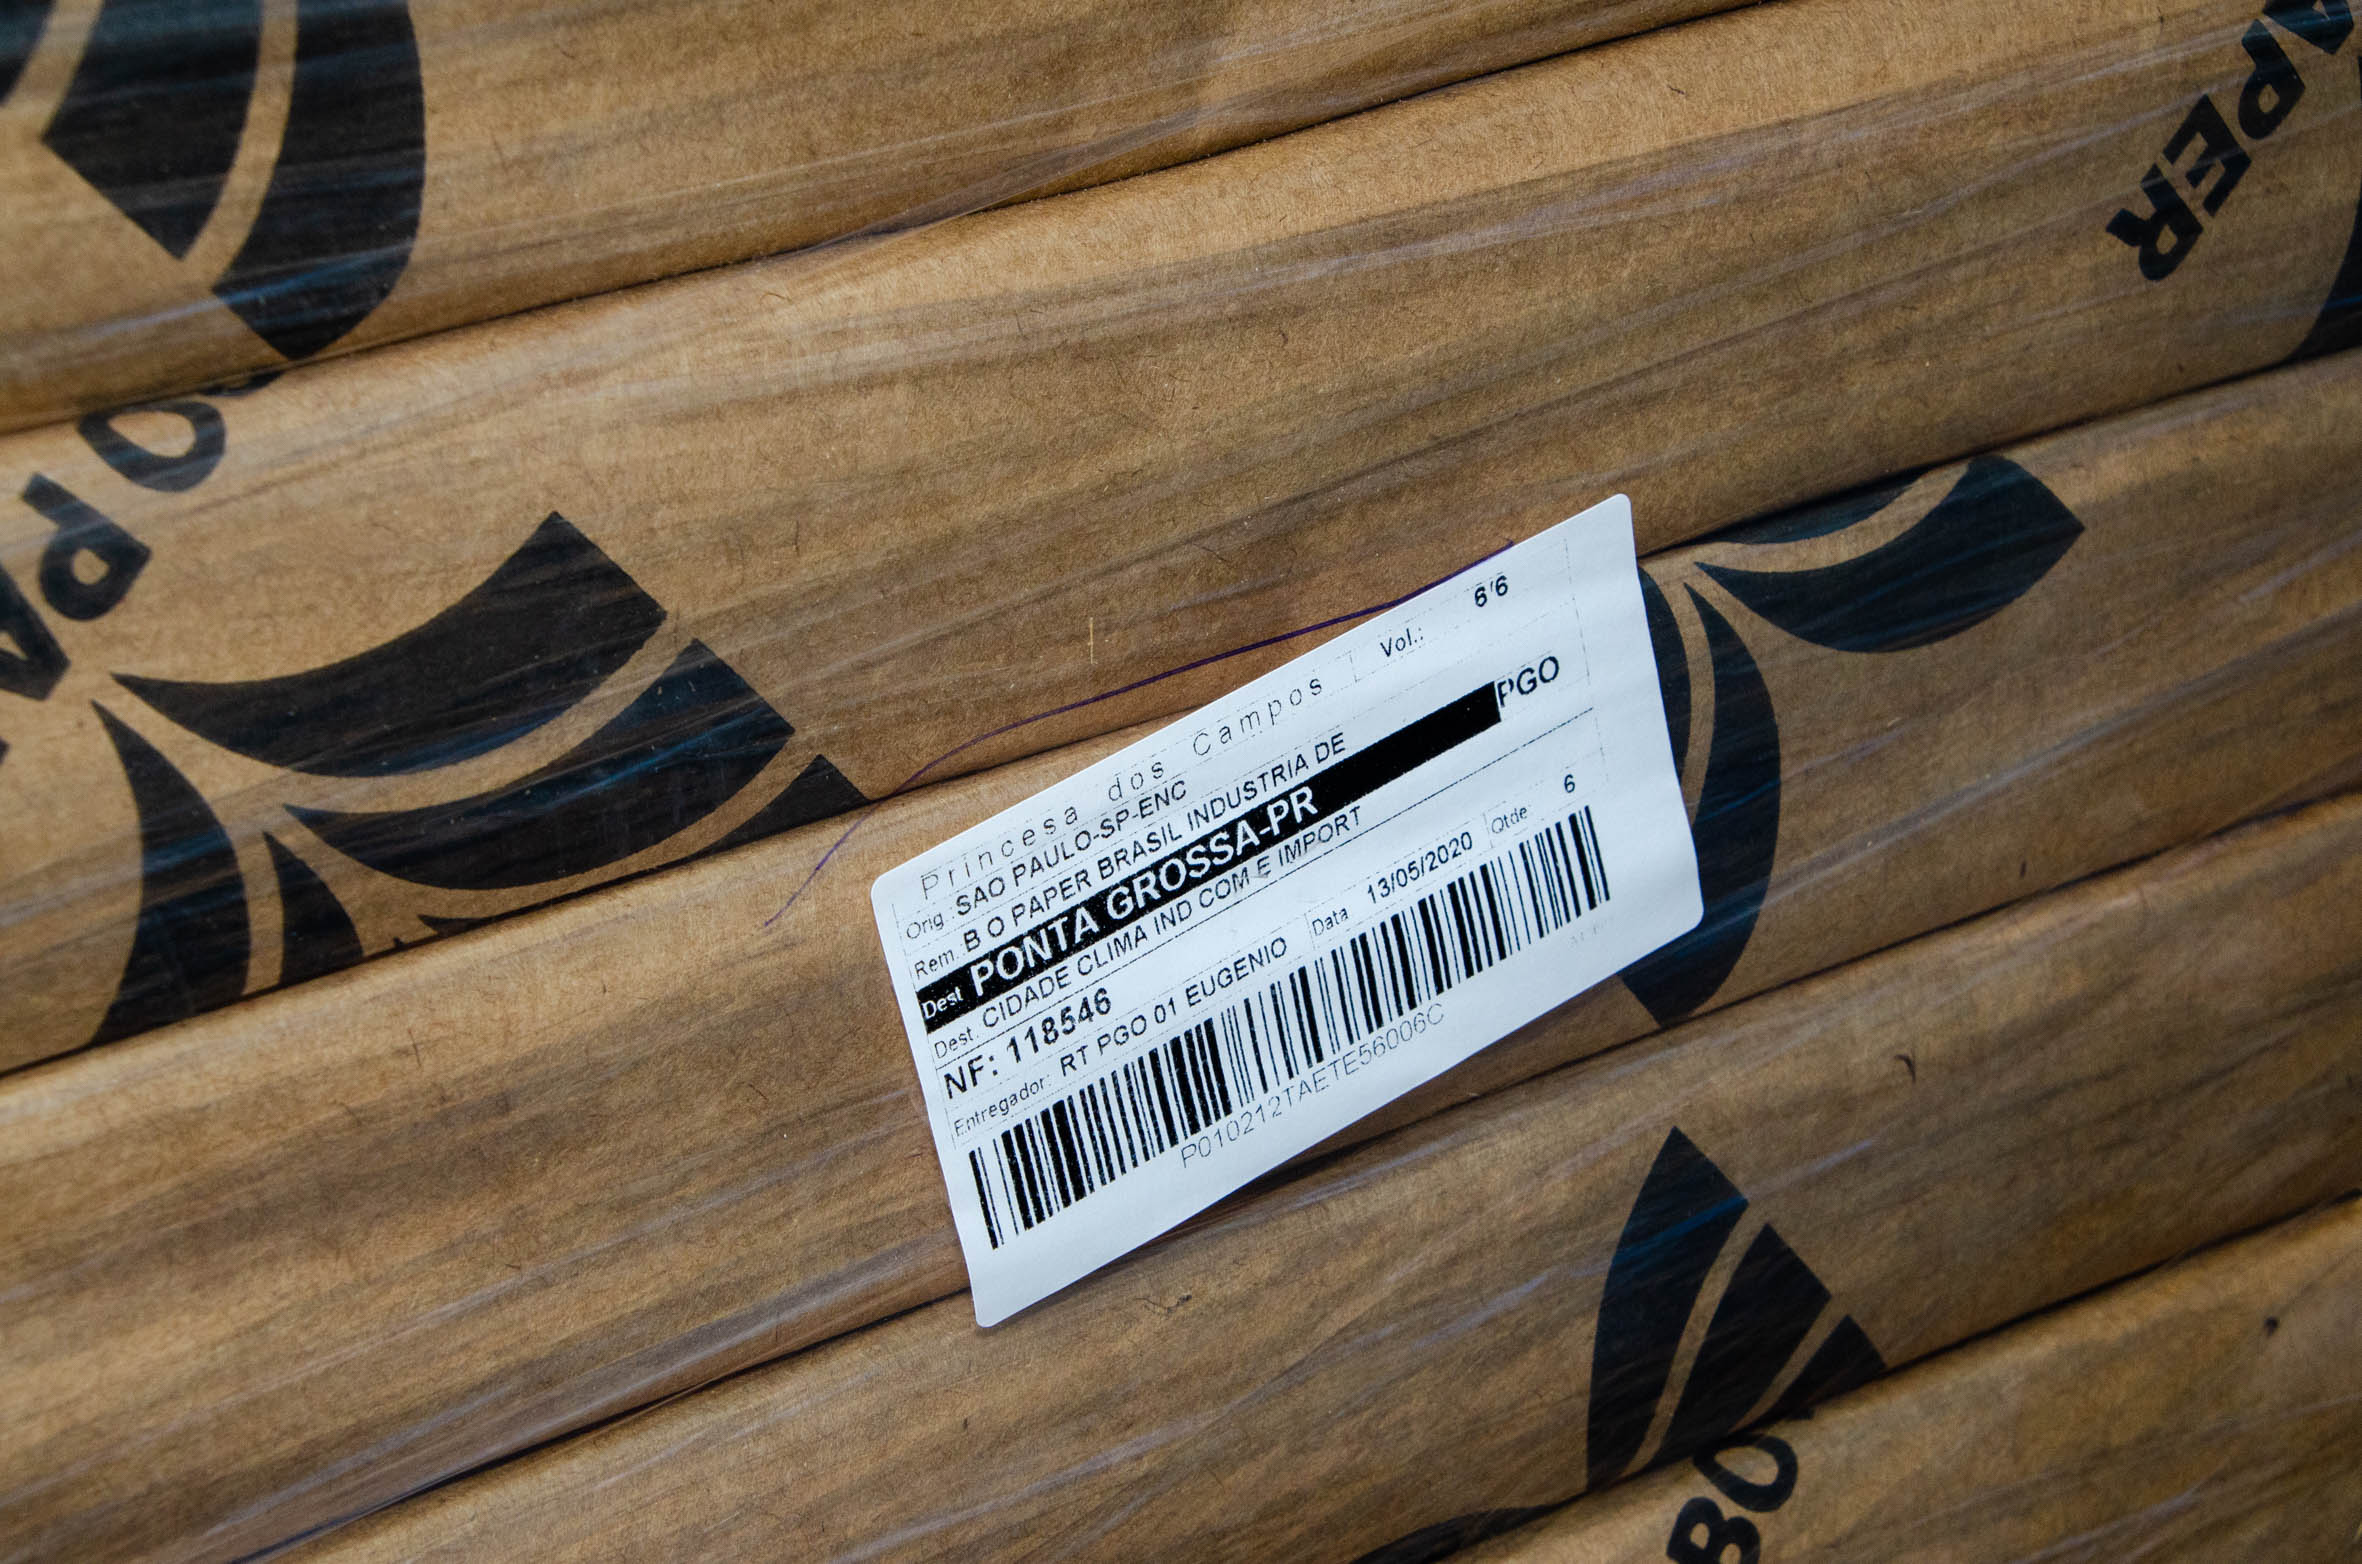 APER
BO PA
Princesa dos Campos Vol.: 6/6
Orig. SAO PAULO-SP-ENC
Rem. B O PAPER BRASIL INDUSTRIA DE
Dest PONTA GROSSA-PR PGO
Dest. CIDADE CLIMA IND COM E IMPORT
NF: 118546
Entregador: RT PGO 01 EUGENIO Data 13/05/2020 Qtde: 6
P010212TAETE56006C
BO